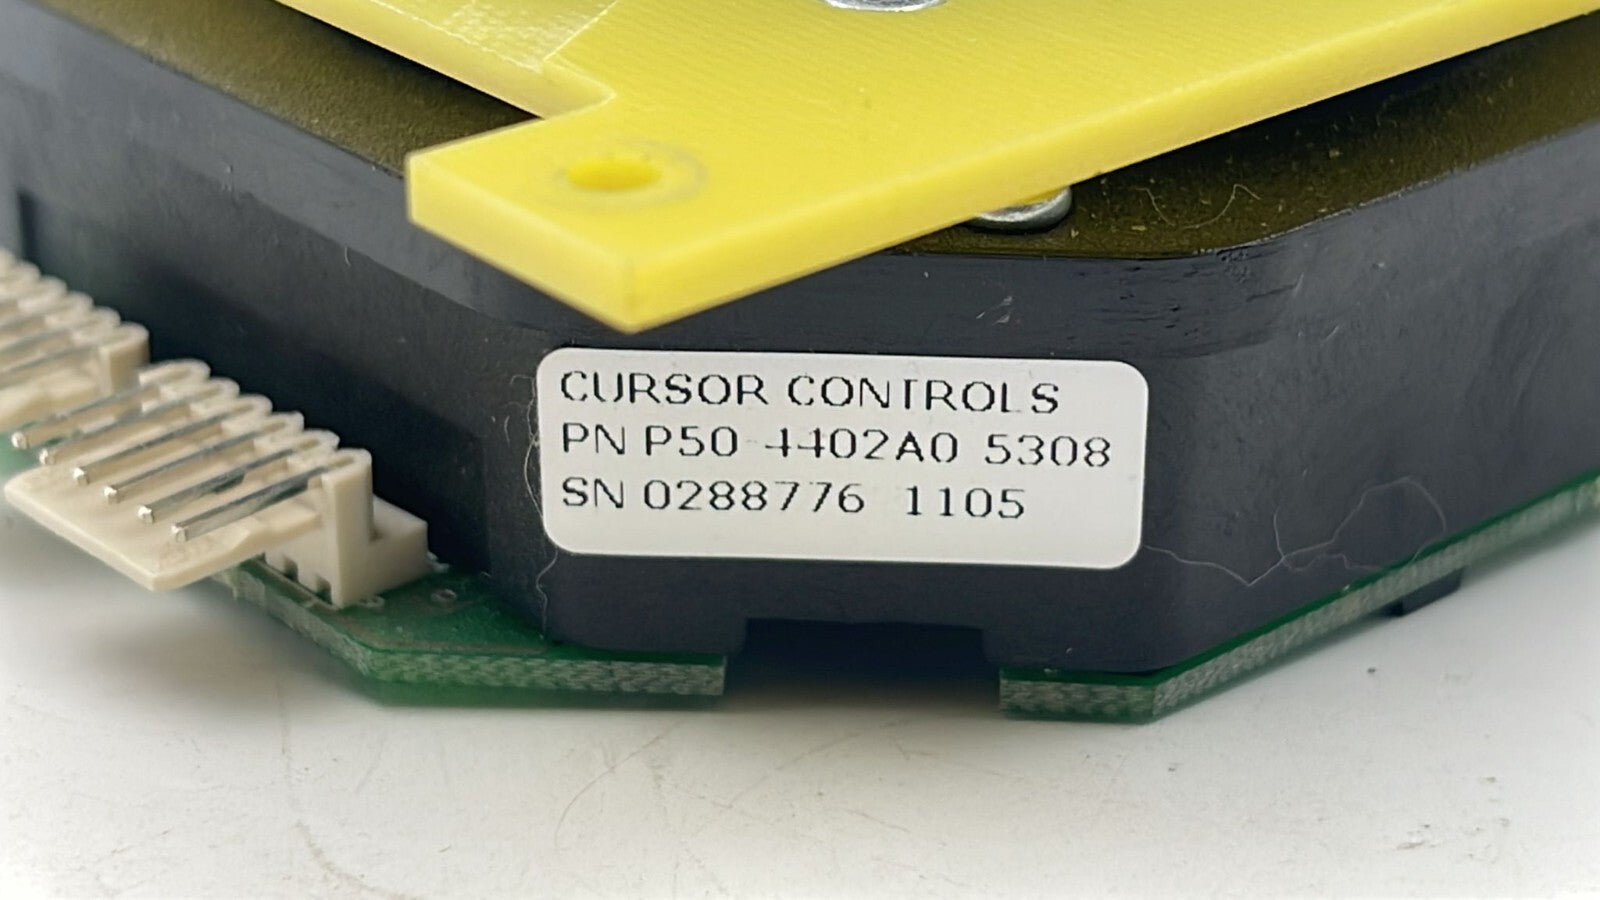 CURSOR CONTROLS
PN P50-4402A0 5308
SN 0288776 1105